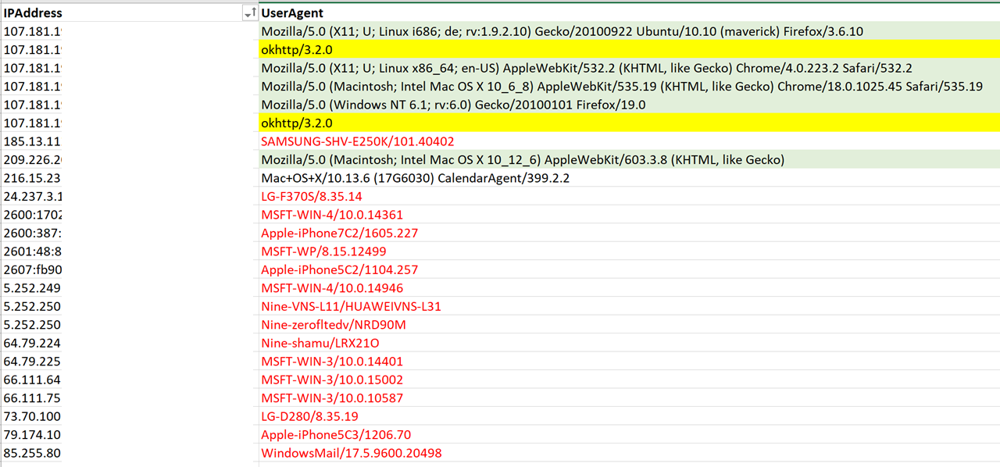 IPAddress UserAgent
107.181.1 Mozilla/5.0 (X11; U; Linux i686; de; rv:1.9.2.10) Gecko/20100922 Ubuntu/10.10 (maverick) Firefox/3.6.10
107.181.1 okhttp/3.2.0
107.181.1 Mozilla/5.0 (X11; U; Linux x86_64; en-US) AppleWebKit/532.2 (KHTML, like Gecko) Chrome/4.0.223.2 Safari/532.2
107.181.1 Mozilla/5.0 (Macintosh; Intel Mac OS X 10_6_8) AppleWebKit/535.19 (KHTML, like Gecko) Chrome/18.0.1025.45 Safari/535.19
107.181.1 Mozilla/5.0 (Windows NT 6.1; rv:6.0) Gecko/20100101 Firefox/19.0
107.181.1 okhttp/3.2.0
185.13.11 SAMSUNG-SHV-E250K/101.40402
209.226.2 Mozilla/5.0 (Macintosh; Intel Mac OS X 10_12_6) AppleWebKit/603.3.8 (KHTML, like Gecko)
216.15.23 Mac+OS+X/10.13.6 (17G6030) CalendarAgent/399.2.2
24.237.3.1 LG-F370S/8.35.14
2600:1702 MSFT-WIN-4/10.0.14361
2600:387: Apple-iPhone7C2/1605.227
2601:48:8 MSFT-WP/8.15.12499
2607:fb90 Apple-iPhone5C2/1104.257
5.252.249 MSFT-WIN-4/10.0.14946
5.252.250 Nine-VNS-L11/HUAWEIVNS-L31
5.252.250 Nine-zerofltedv/NRD90M
64.79.224 Nine-shamu/LRX21O
64.79.225 MSFT-WIN-3/10.0.14401
66.111.64 MSFT-WIN-3/10.0.15002
66.111.75 MSFT-WIN-3/10.0.10587
73.70.100 LG-D280/8.35.19
79.174.10 Apple-iPhone5C3/1206.70
85.255.80 WindowsMail/17.5.9600.20498